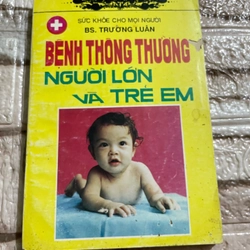 SỨC KHỎE CHO MỌI NGƯỜI
BS. TRƯỜNG LUÂN
BỆNH THÔNG THƯỜNG
NGƯỜI LỚN
VÀ TRẺ EM